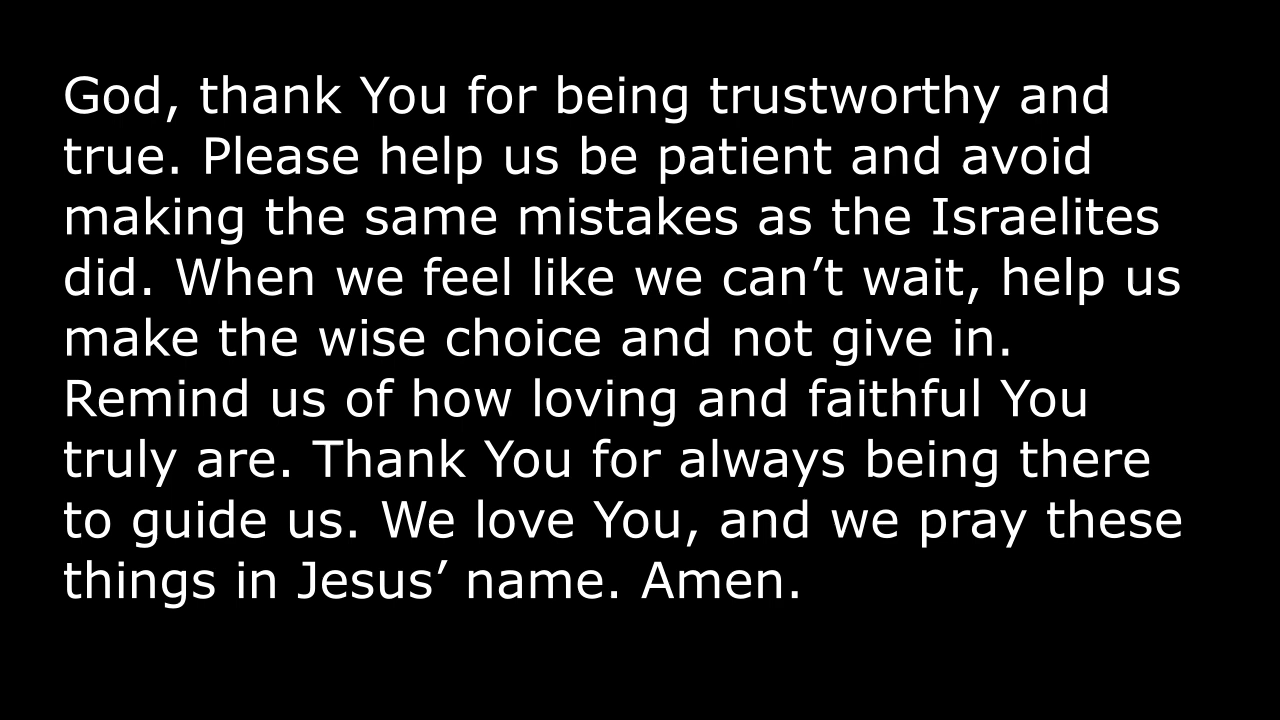 God, thank You for being trustworthy and
true. Please help us be patient and avoid
making the same mistakes as the Israelites
did. When we feel like we can’t wait, help us
make the wise choice and not give in.
Remind us of how loving and faithful You
truly are. Thank You for always being there
to guide us. We love You, and we pray these
things in Jesus’ name. Amen.